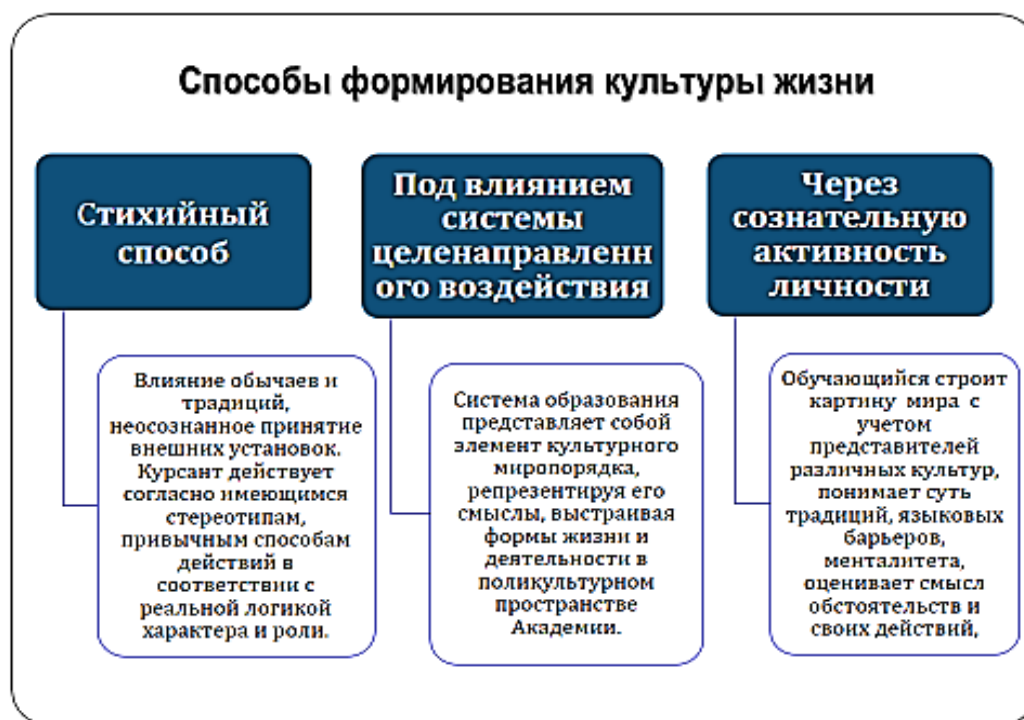 Способы формирования культуры жизни
Стихийный
способ
Влияние обычаев и
традиций,
неосознанное принятие
внешних установок.
Курсант действует
согласно имеющимся
стереотипам,
привычным способам
действий в
соответствии с
реальной логикой
характера и роли.
Под влиянием
системы
целенаправленн
ого воздействия
Система образования
представляет собой
элемент культурного
миропорядка,
репрезентируя его
смыслы, выстраивая
формы жизни и
деятельности в
поликультурном
пространстве
Академии.
Через
сознательную
активность
личности
Обучающийся строит
картину мира с
учетом
представителей
различных культур,
понимает суть
традиций, языковых
барьеров,
менталитета,
оценивает смысл
обстоятельств и
своих действий,